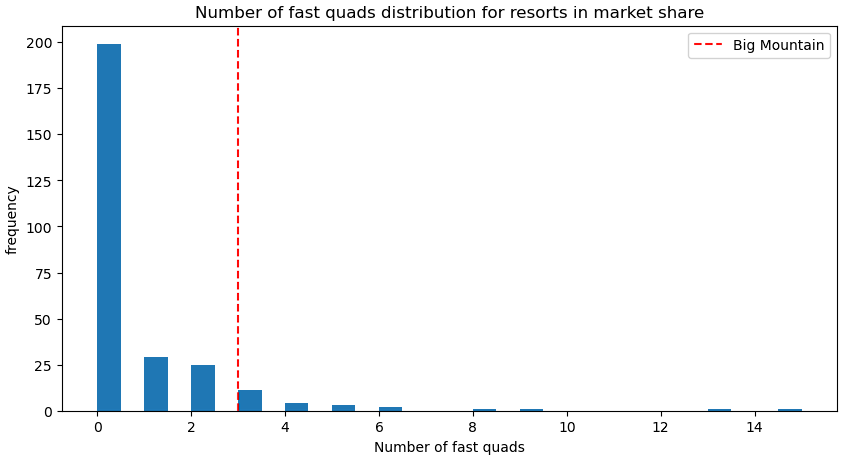 Number of fast quads distribution for resorts in market share
Big Mountain
200
175
150
125
100
75
50
25
0
frequency
0 2 4 6 8 10 12 14
Number of fast quads